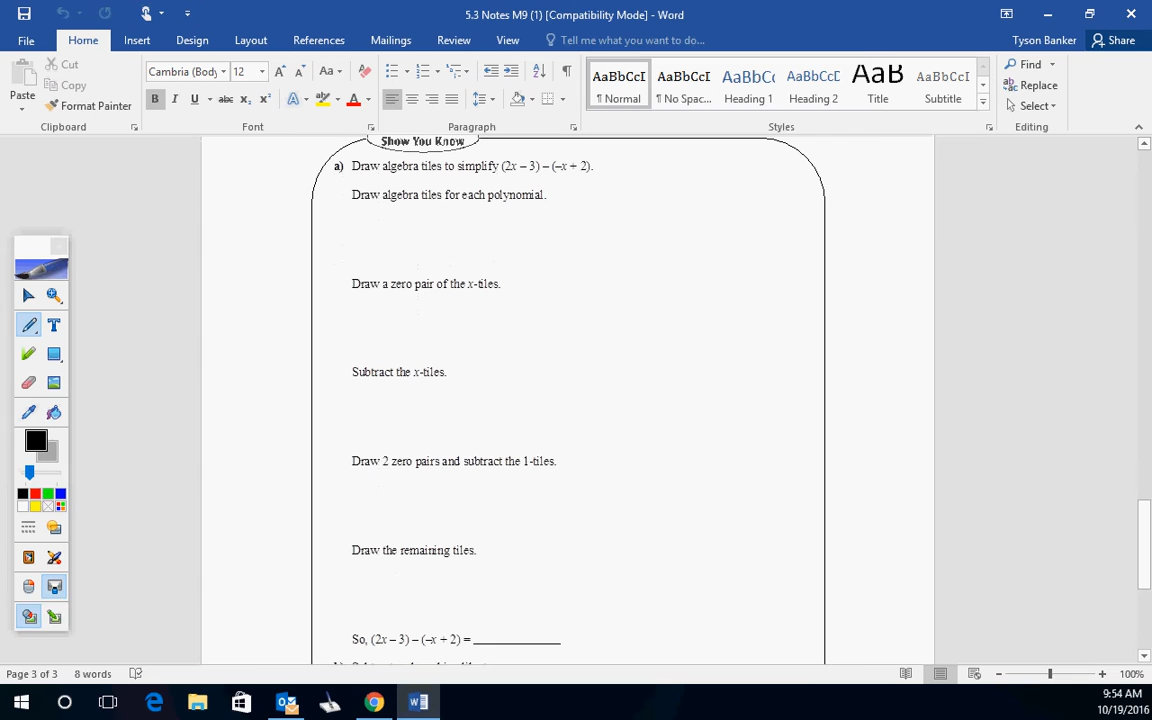 5.3 Notes M9 (1) [Compatibility Mode] - Word
File Home Insert Design Layout References Mailings Review View Tell me what you want to do... Tyson Banker Share
Paste Cut Copy Format Painter
Clipboard
Cambria (Body 12
Font
Paragraph
AaBbCcI AaBbCcI AaBbCc AaBbCcI AaB AaBbCcI
¶ Normal ¶ No Spac... Heading 1 Heading 2 Title Subtitle
Styles
Find
Replace
Select
Editing
Show You Know
a) Draw algebra tiles to simplify (2x – 3) – (–x + 2).
Draw algebra tiles for each polynomial.
Draw a zero pair of the x-tiles.
Subtract the x-tiles.
Draw 2 zero pairs and subtract the 1-tiles.
Draw the remaining tiles.
So, (2x – 3) – (–x + 2) = ______________
Page 3 of 3 8 words 100%
9:54 AM
10/19/2016